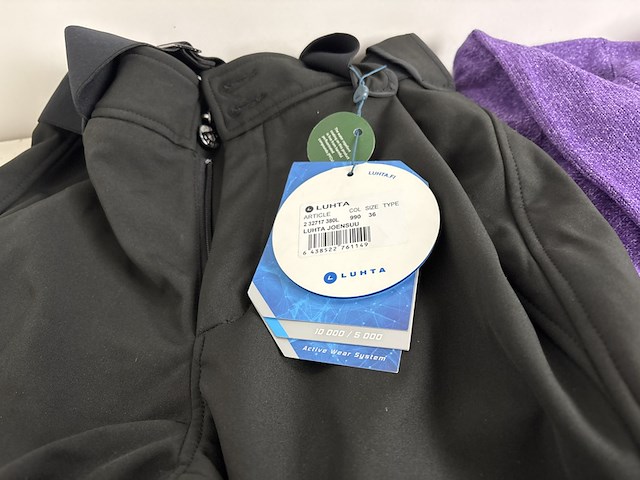 LUHTA.FI
LUHTA
ARTICLE COL SIZE TYPE
2 32717 380L 990 36
LUHTA JOENSUU
6 438522 761149
L LUHTA
10 000 / 5 000
Active Wear System